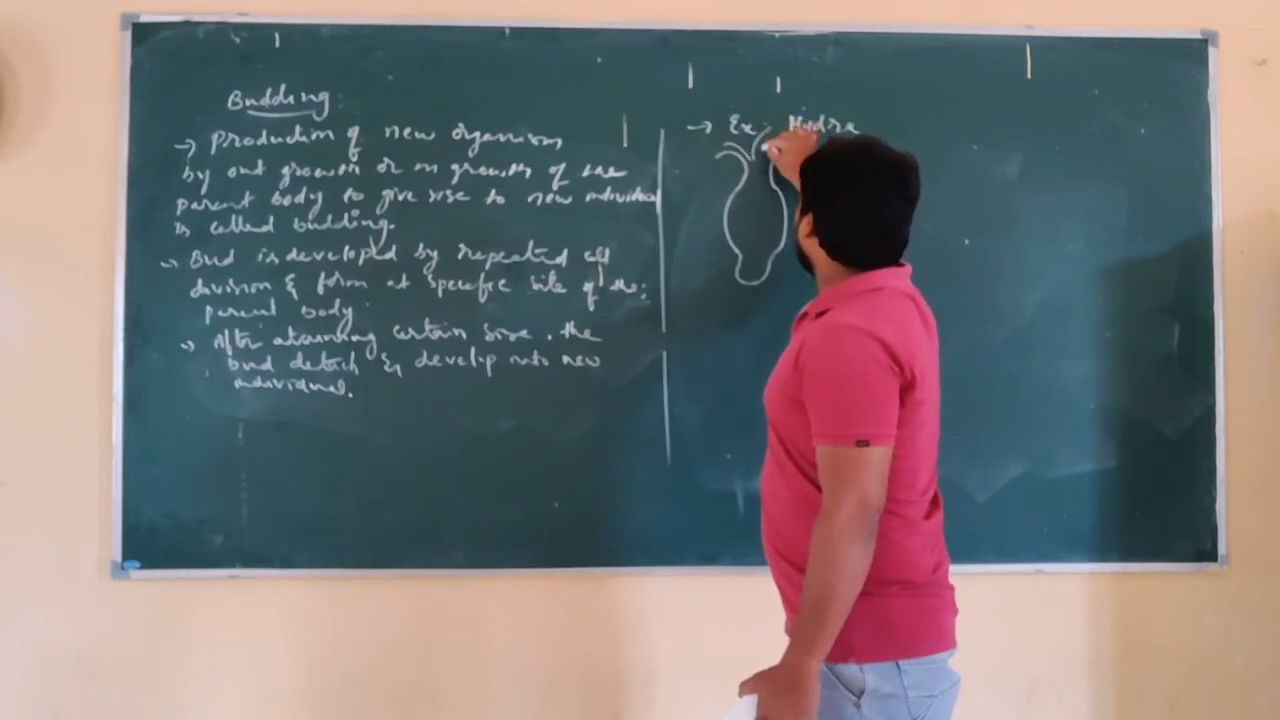 Budding:
→ Production of new organism
by out growth or in growth of the
parent body to give rise to new individual
is called budding.
→ Bud is developed by repeated cell
division & form at specific site of the
parent body
→ After attaining certain size, the
bud detach & develop into new
individual.
→ Ex: Hydra